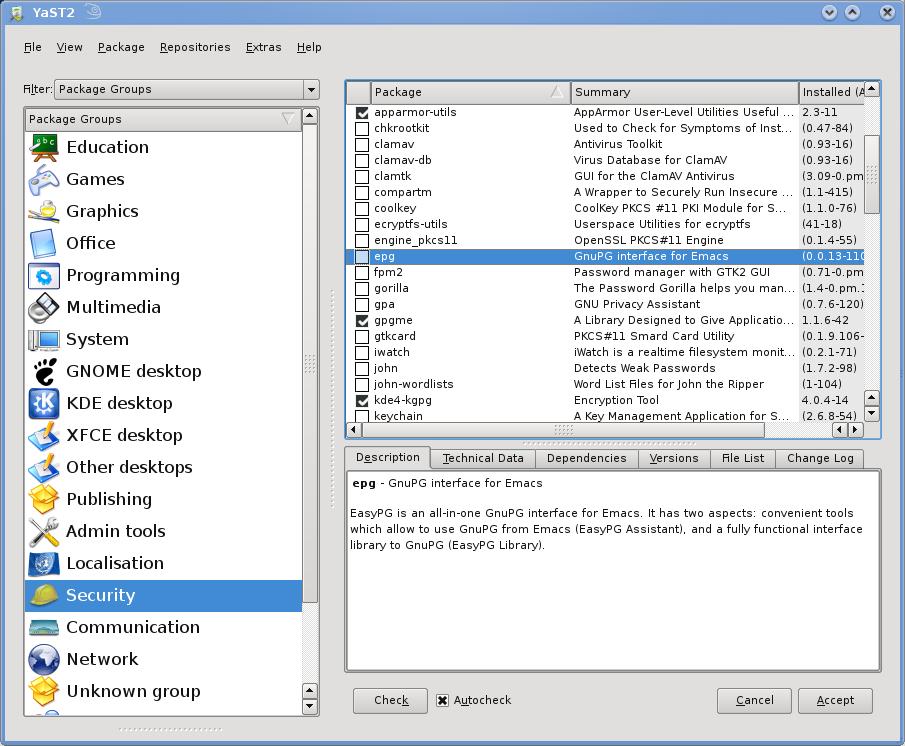 YaST2
File View Package Repositories Extras Help
Filter: Package Groups
Package Groups
Education
Games
Graphics
Office
Programming
Multimedia
System
GNOME desktop
KDE desktop
XFCE desktop
Other desktops
Publishing
Admin tools
Localisation
Security
Communication
Network
Unknown group
Package Summary Installed (A
apparmor-utils AppArmor User-Level Utilities Useful ... 2.3-11
chkrootkit Used to Check for Symptoms of Inst... (0.47-84)
clamav Antivirus Toolkit (0.93-16)
clamav-db Virus Database for ClamAV (0.93-16)
clamtk GUI for the ClamAV Antivirus (3.09-0.pm
compartm A Wrapper to Securely Run Insecure ... (1.1-415)
coolkey CoolKey PKCS #11 PKI Module for S... (1.1.0-76)
ecryptfs-utils Userspace Utilities for ecryptfs (41-18)
engine_pkcs11 OpenSSL PKCS#11 Engine (0.1.4-55)
epg GnuPG interface for Emacs (0.0.13-110
fpm2 Password manager with GTK2 GUI (0.71-0.pm
gorilla The Password Gorilla helps you man... (1.4-0.pm.1
gpa GNU Privacy Assistant (0.7.6-120)
gpgme A Library Designed to Give Applicatio... 1.1.6-42
gtkcard PKCS#11 Smard Card Utility (0.1.9.106-
iwatch iWatch is a realtime filesystem monit... (0.2.1-71)
john Detects Weak Passwords (1.7.2-98)
john-wordlists Word List Files for John the Ripper (1-104)
kde4-kgpg Encryption Tool 4.0.4-14
keychain A Key Management Application for S... (2.6.8-54)
Description Technical Data Dependencies Versions File List Change Log
epg - GnuPG interface for Emacs
EasyPG is an all-in-one GnuPG interface for Emacs. It has two aspects: convenient tools
which allow to use GnuPG from Emacs (EasyPG Assistant), and a fully functional interface
library to GnuPG (EasyPG Library).
Check Autocheck Cancel Accept